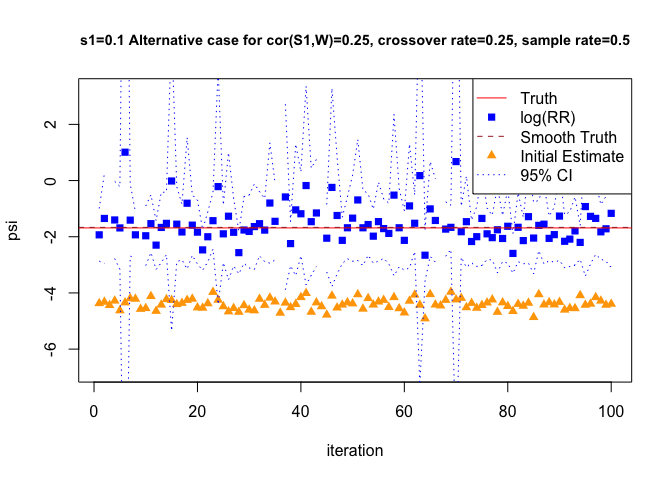 s1=0.1 Alternative case for cor(S1,W)=0.25, crossover rate=0.25, sample rate=0.5
Truth
log(RR)
Smooth Truth
Initial Estimate
95% CI
psi
2
0
-2
-4
-6
0 20 40 60 80 100
iteration